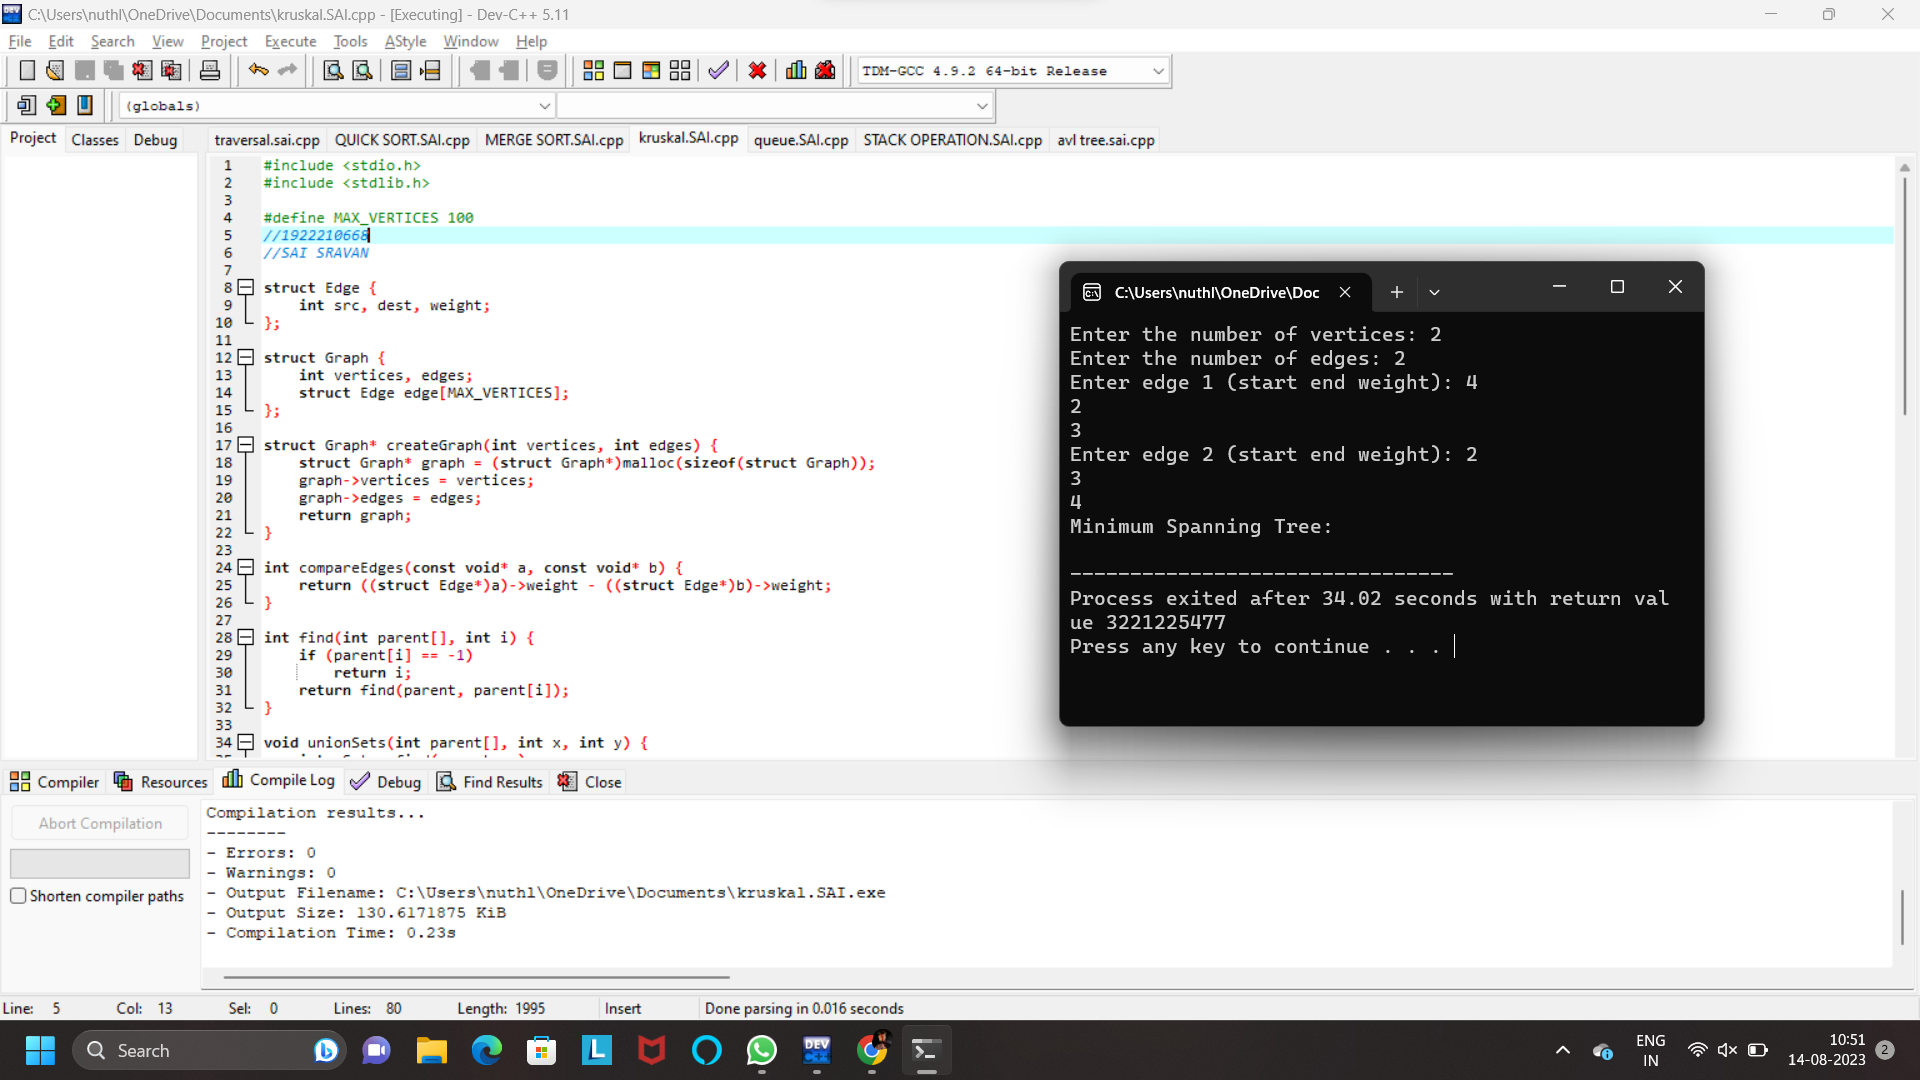 C:\Users\nuthl\OneDrive\Documents\kruskal.SAI.cpp - [Executing] - Dev-C++ 5.11
File Edit Search View Project Execute Tools AStyle Window Help
TDM-GCC 4.9.2 64-bit Release
(globals)
Project Classes Debug
traversal.sai.cpp QUICK SORT.SAI.cpp MERGE SORT.SAI.cpp kruskal.SAI.cpp queue.SAI.cpp STACK OPERATION.SAI.cpp avl tree.sai.cpp
1 #include <stdio.h>
2 #include <stdlib.h>
3
4 #define MAX_VERTICES 100
5 //1922210668
6 //SAI SRAVAN
7
8 struct Edge {
9 int src, dest, weight;
10 };
11
12 struct Graph {
13 int vertices, edges;
14 struct Edge edge[MAX_VERTICES];
15 };
16
17 struct Graph* createGraph(int vertices, int edges) {
18 struct Graph* graph = (struct Graph*)malloc(sizeof(struct Graph));
19 graph->vertices = vertices;
20 graph->edges = edges;
21 return graph;
22 }
23
24 int compareEdges(const void* a, const void* b) {
25 return ((struct Edge*)a)->weight - ((struct Edge*)b)->weight;
26 }
27
28 int find(int parent[], int i) {
29 if (parent[i] == -1)
30 return i;
31 return find(parent, parent[i]);
32 }
33
34 void unionSets(int parent[], int x, int y) {
C:\Users\nuthl\OneDrive\Doc
Enter the number of vertices: 2
Enter the number of edges: 2
Enter edge 1 (start end weight): 4
2
3
Enter edge 2 (start end weight): 2
3
4
Minimum Spanning Tree:
--------------------------------
Process exited after 34.02 seconds with return val
ue 3221225477
Press any key to continue . . .
Compiler Resources Compile Log Debug Find Results Close
Abort Compilation
Shorten compiler paths
Compilation results...
--------
- Errors: 0
- Warnings: 0
- Output Filename: C:\Users\nuthl\OneDrive\Documents\kruskal.SAI.exe
- Output Size: 130.6171875 KiB
- Compilation Time: 0.23s
Line: 5 Col: 13 Sel: 0 Lines: 80 Length: 1995 Insert Done parsing in 0.016 seconds
Search
DEV
C++
L
ENG
IN
10:51
14-08-2023
2